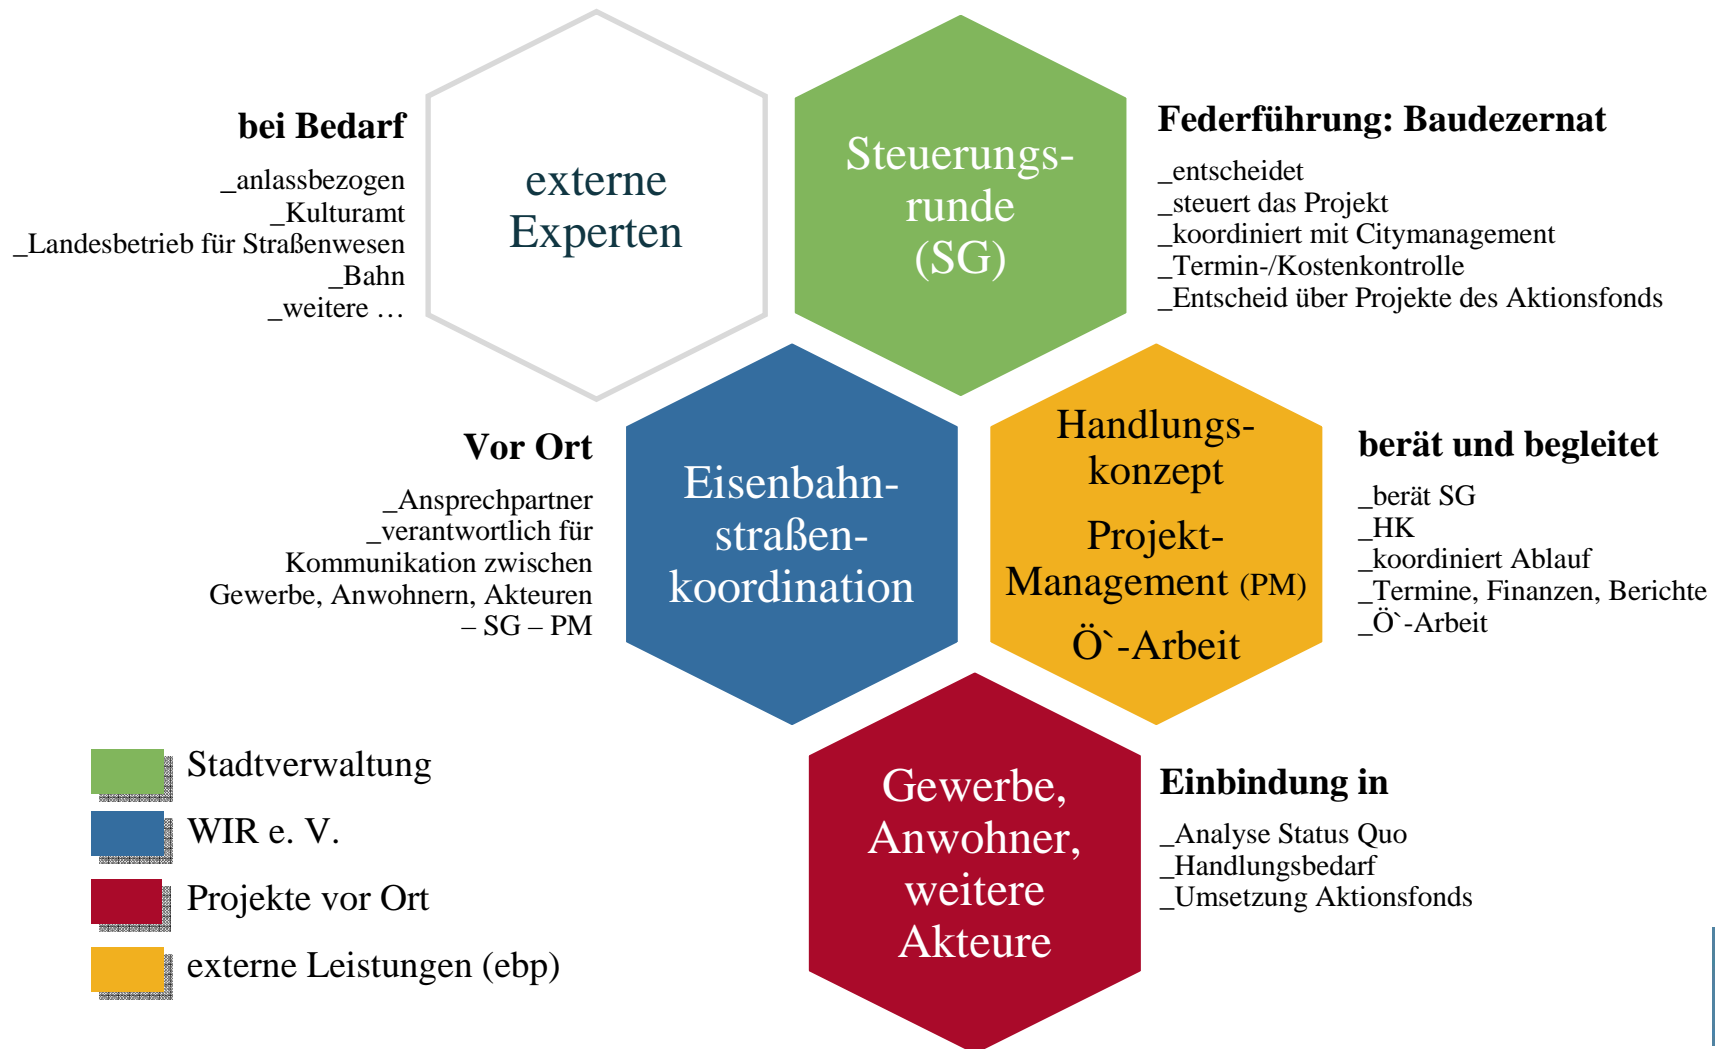 bei Bedarf
_anlassbezogen
_Kulturamt
_Landesbetrieb für Straßenwesen
_Bahn
_weitere …
externe
Experten
Steuerungs-
runde
(SG)
Federführung: Baudezernat
_entscheidet
_steuert das Projekt
_koordiniert mit Citymanagement
_Termin-/Kostenkontrolle
_Entscheid über Projekte des Aktionsfonds
Vor Ort
_Ansprechpartner
_verantwortlich für
Kommunikation zwischen
Gewerbe, Anwohnern, Akteuren
– SG – PM
Eisenbahn-
straßen-
koordination
Handlungs-
konzept
Projekt-
Management (PM)
Ö`-Arbeit
berät und begleitet
_berät SG
_HK
_koordiniert Ablauf
_Termine, Finanzen, Berichte
_Ö`-Arbeit
Gewerbe,
Anwohner,
weitere
Akteure
Einbindung in
_Analyse Status Quo
_Handlungsbedarf
_Umsetzung Aktionsfonds
Stadtverwaltung
WIR e. V.
Projekte vor Ort
externe Leistungen (ebp)